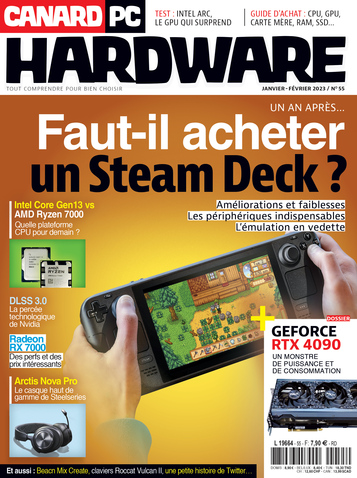 CANARD PC
TEST : INTEL ARC,
LE GPU QUI SURPREND
GUIDE D'ACHAT : CPU, GPU,
CARTE MÈRE, RAM, SSD...
HARDWARE
TOUT COMPRENDRE POUR BIEN CHOISIR
JANVIER - FÉVRIER 2023 / N° 55
UN AN APRÈS...
Faut-il acheter
un Steam Deck ?
Améliorations et faiblesses
Les périphériques indispensables
L'émulation en vedette
Intel Core Gen13 vs
AMD Ryzen 7000
Quelle plateforme
CPU pour demain ?
RYZEN
DLSS 3.0
La percée
technologique
de Nvidia
Radeon
RX 7000
Des perfs et des
prix intéressants
Arctis Nova Pro
Le casque haut de
gamme de Steelseries
+
DOSSIER
GEFORCE
RTX 4090
UN MONSTRE
DE PUISSANCE ET
DE CONSOMMATION
L 19664 - 55 - F: 7,90 € - RD
Et aussi : Beacn Mix Create, claviers Roccat Vulcan II, une petite histoire de Twitter...